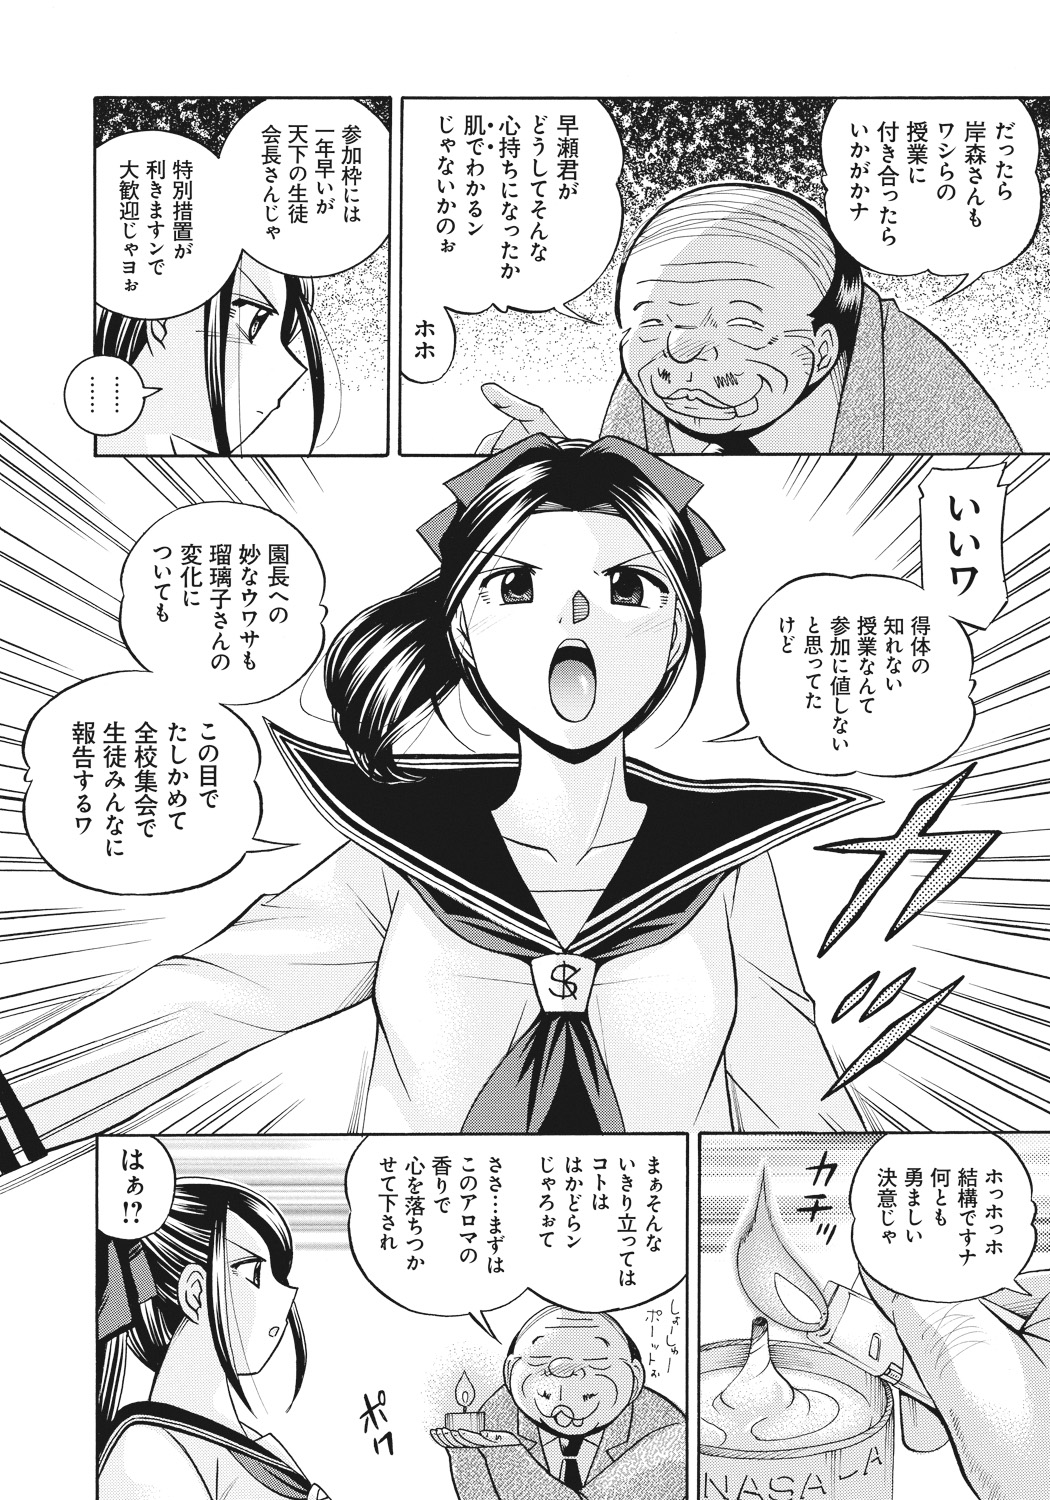 だったら
岸森さんも
ワシらの
授業に
付き合ったら
いかがかナ
早瀬君が
どうしてそんな
心持ちになったか
肌でわかるン
じゃないかのぉ
ホホ
参加枠には
一年早いが
天下の生徒
会長さんじゃ
特別措置が
利きますンで
大歓迎じゃヨぉ
……
……
いいワ
得体の
知れない
授業なんて
参加に値しない
と思ってた
けど
カッ
園長への
妙なウワサも
瑠璃子さんの
変化に
ついても
この目で
たしかめて
全校集会で
生徒みんなに
報告するワ
ホっホっホ
結構ですナ
何とも
勇ましい
決意じゃ
カチッ
NASA LA
まぁそんな
いきり立っては
コトは
はかどらン
じゃろぉて
ささ…まずは
このアロマの
香りで
心を落ちつか
せて下され
しょーしゅー
ポーットぉ
ポワ
はぁ!?